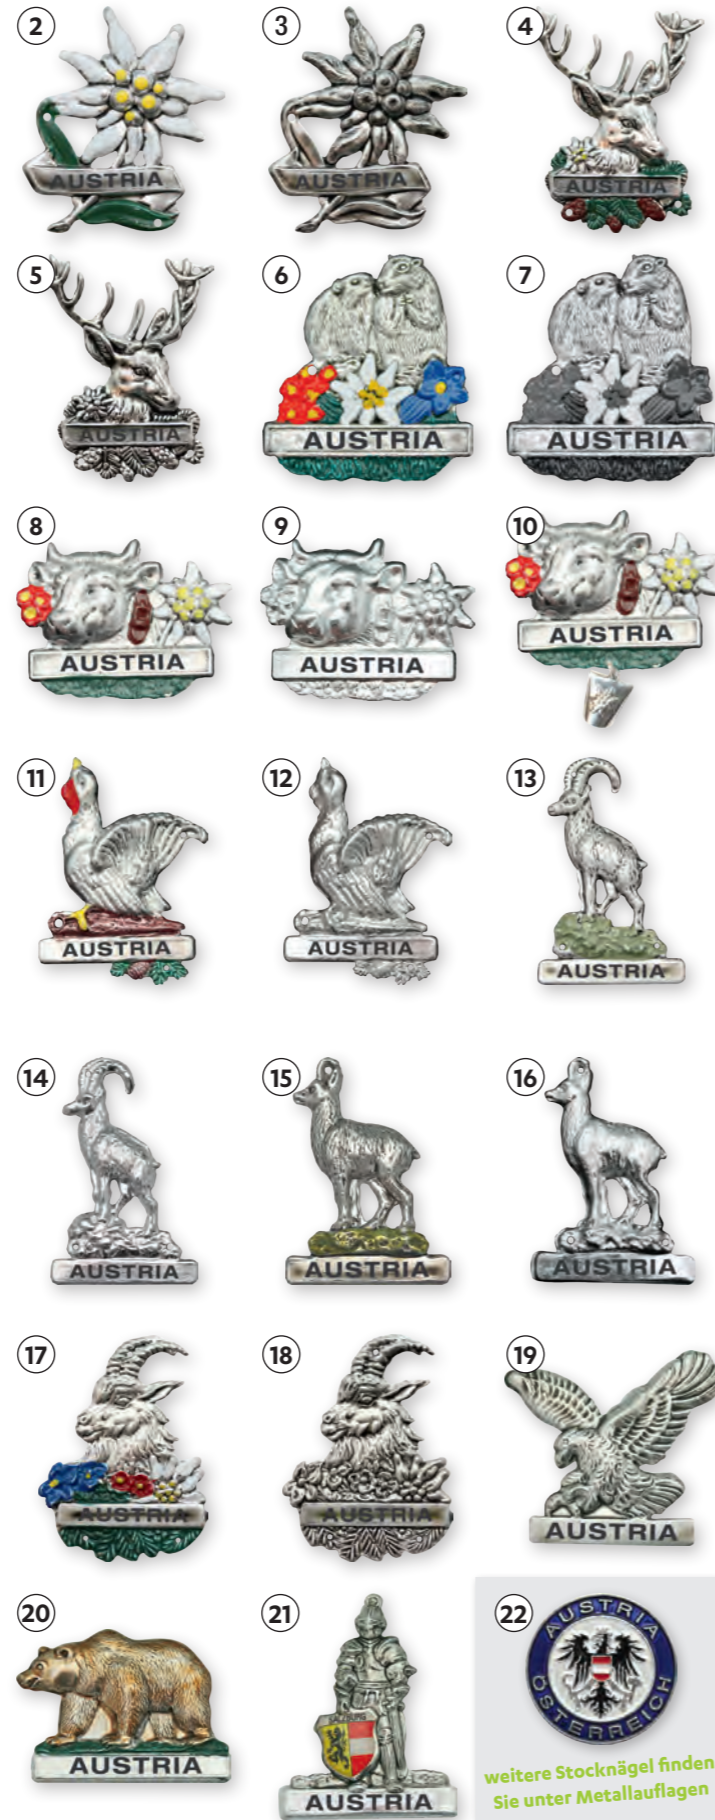 2
3
4
AUSTRIA
AUSTRIA
AUSTRIA
5
6
7
AUSTRIA
AUSTRIA
AUSTRIA
8
9
10
AUSTRIA
AUSTRIA
AUSTRIA
11
12
13
AUSTRIA
AUSTRIA
AUSTRIA
14
15
16
AUSTRIA
AUSTRIA
AUSTRIA
17
18
19
AUSTRIA
AUSTRIA
AUSTRIA
20
21
22
AUSTRIA
AUSTRIA
AUSTRIA
ÖSTERREICH
weitere Stocknägel finden
Sie unter Metallauflagen